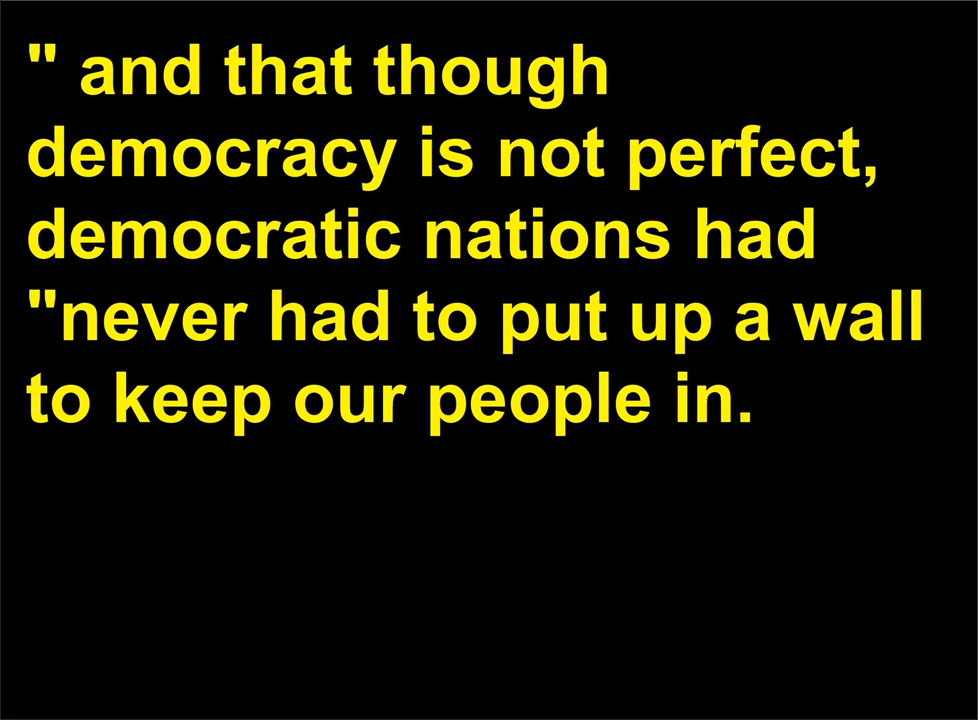 " and that though
democracy is not perfect,
democratic nations had
"never had to put up a wall
to keep our people in.